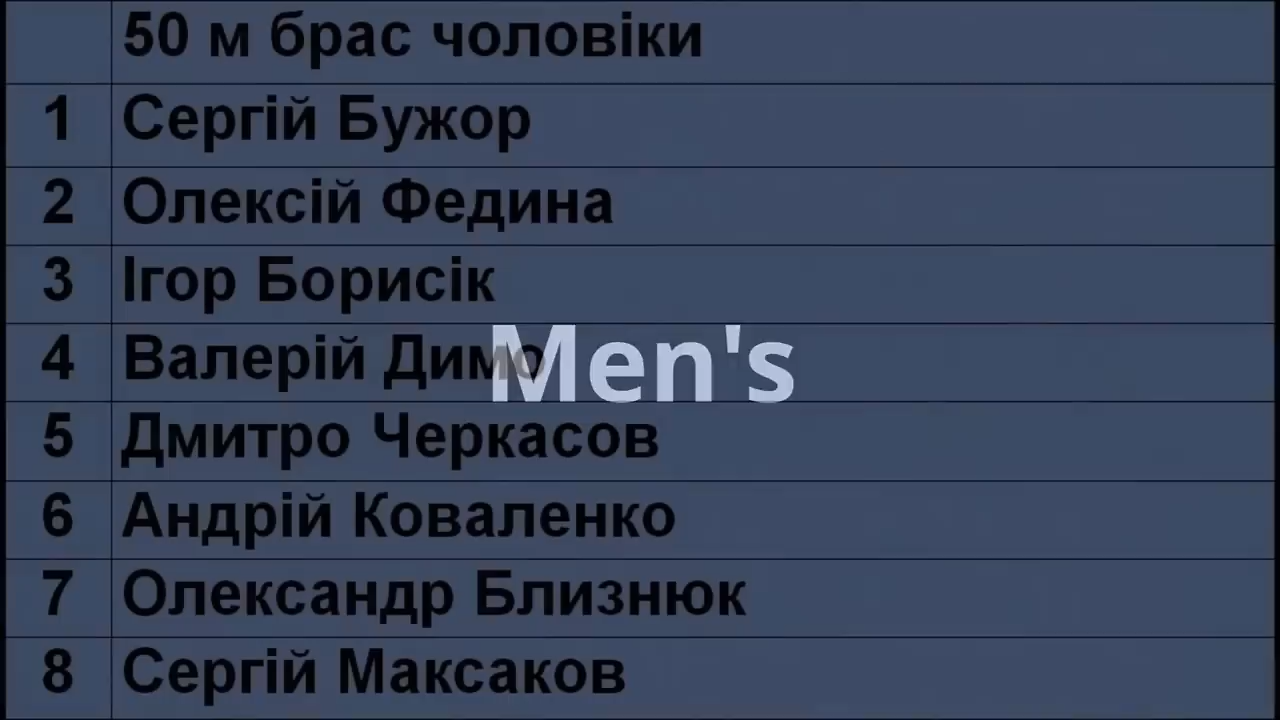 50 м брас чоловіки
1 Сергій Бужор
2 Олексій Федина
3 Ігор Борисік
4 Валерій Димо
Men's
5 Дмитро Черкасов
6 Андрій Коваленко
7 Олександр Близнюк
8 Сергій Максаков